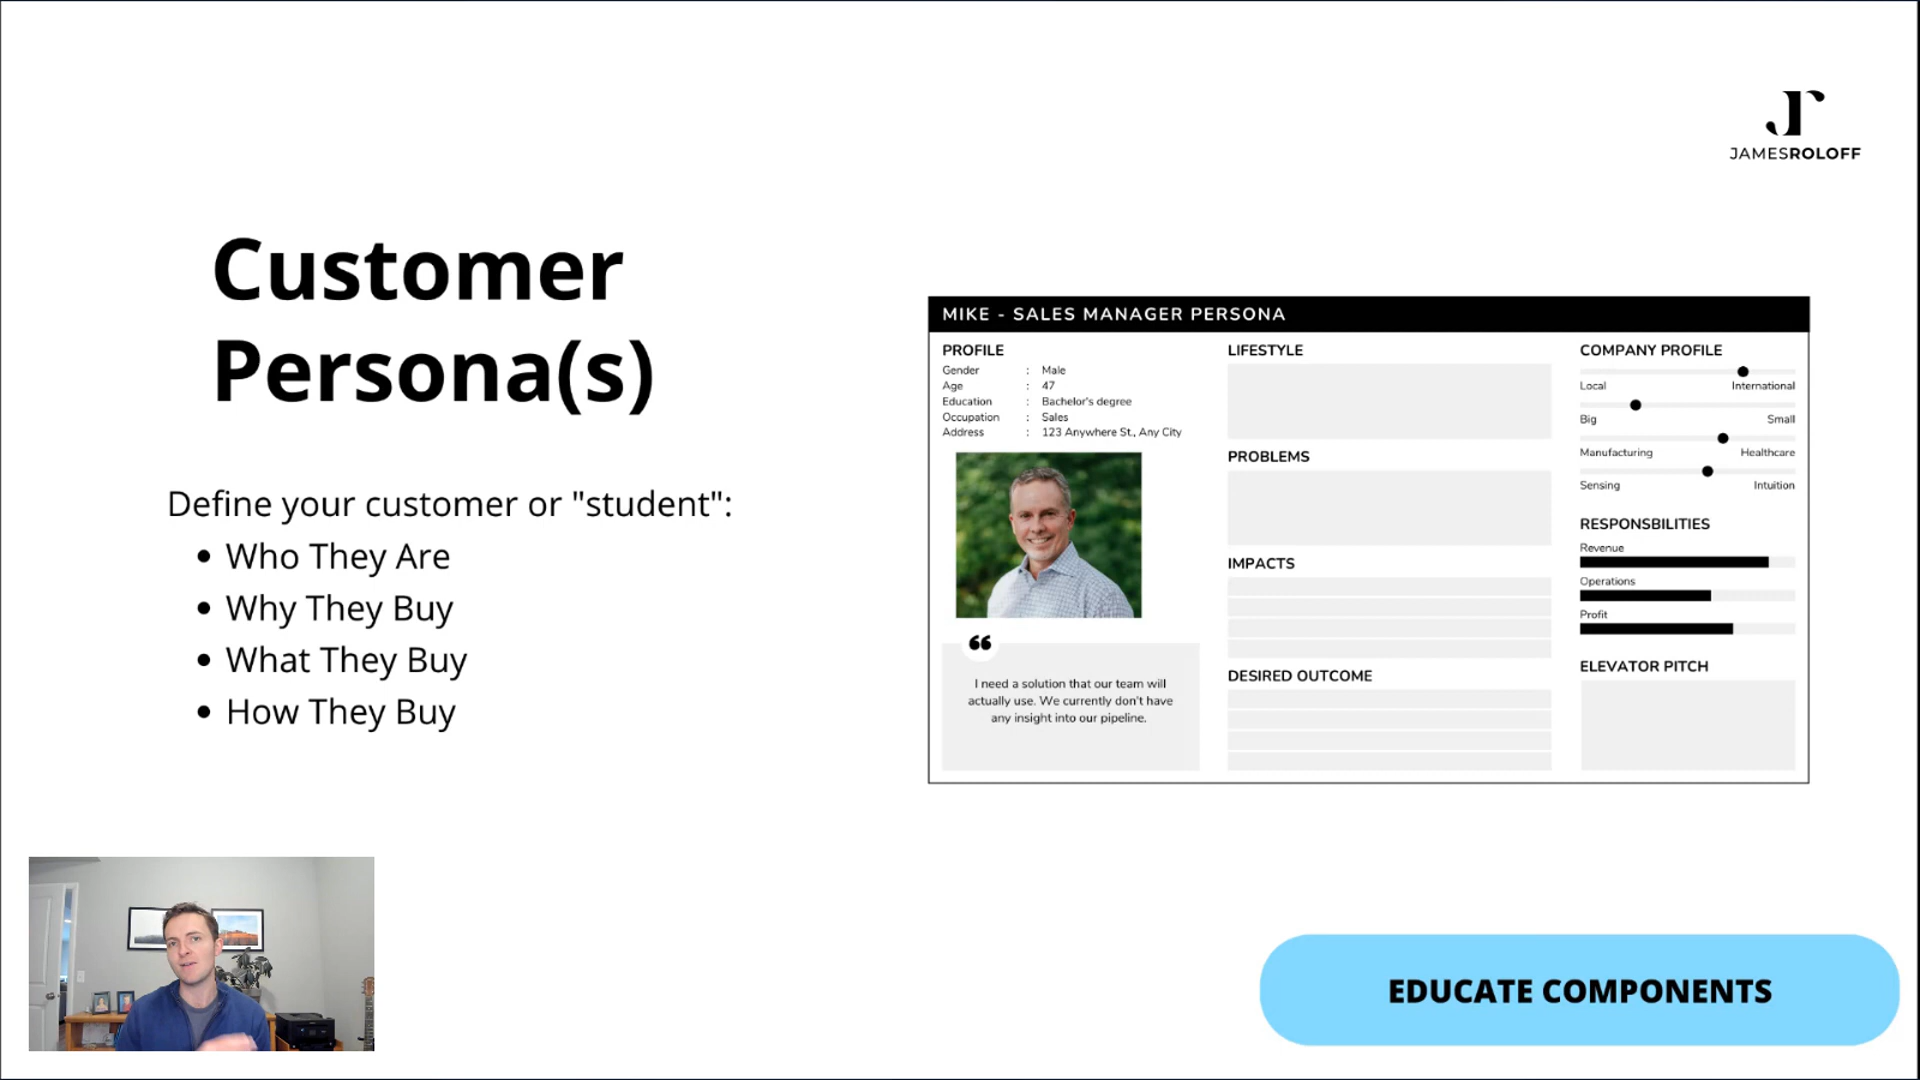 JAMESROLOFF
Customer
Persona(s)
Define your customer or "student":
• Who They Are
• Why They Buy
• What They Buy
• How They Buy
MIKE - SALES MANAGER PERSONA
PROFILE
Gender : Male
Age : 47
Education : Bachelor's degree
Occupation : Sales
Address : 123 Anywhere St., Any City
“
I need a solution that our team will
actually use. We currently don't have
any insight into our pipeline.
LIFESTYLE
PROBLEMS
IMPACTS
DESIRED OUTCOME
COMPANY PROFILE
Local International
Big Small
Manufacturing Healthcare
Sensing Intuition
RESPONSBILITIES
Revenue
Operations
Profit
ELEVATOR PITCH
EDUCATE COMPONENTS